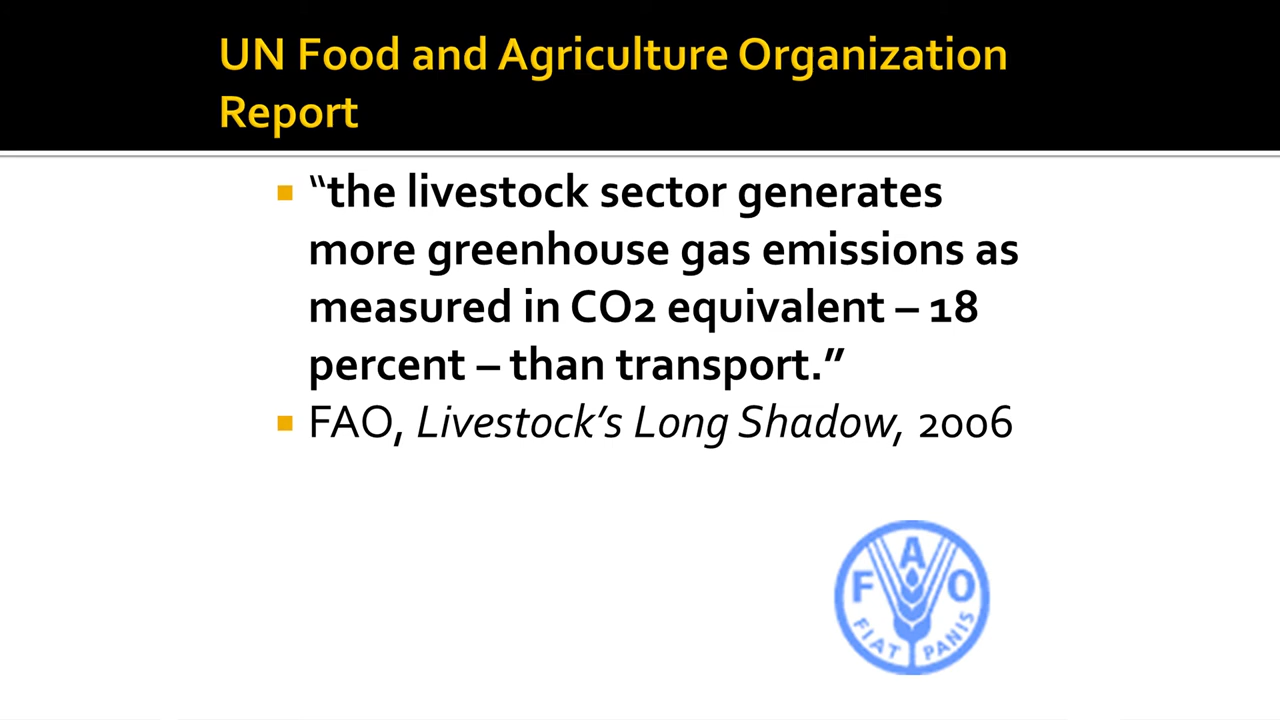 UN Food and Agriculture Organization
Report
“the livestock sector generates
more greenhouse gas emissions as
measured in CO2 equivalent – 18
percent – than transport.”
FAO, Livestock’s Long Shadow, 2006
F A O
FIAT PANIS